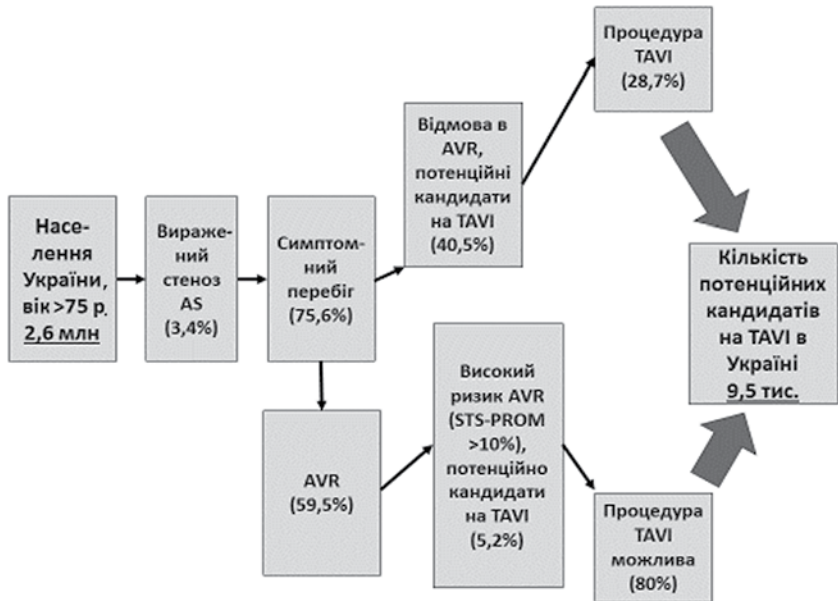 Насе-
лення
України,
вік >75 р.
2,6 млн
Выраже-
ний
стеноз
AS
(3,4%)
Симптом-
ний
перебіг
(75,6%)
Відмова в
AVR,
потенційні
кандидати
на TAVI
(40,5%)
Процедура
TAVI
(28,7%)
AVR
(59,5%)
Високий
ризик AVR
(STS-PROM
>10%),
потенційно
кандидати
на TAVI
(5,2%)
Процедура
TAVI
можлива
(80%)
Кількість
потенційних
кандидатів
на TAVI в
Україні
9,5 тис.